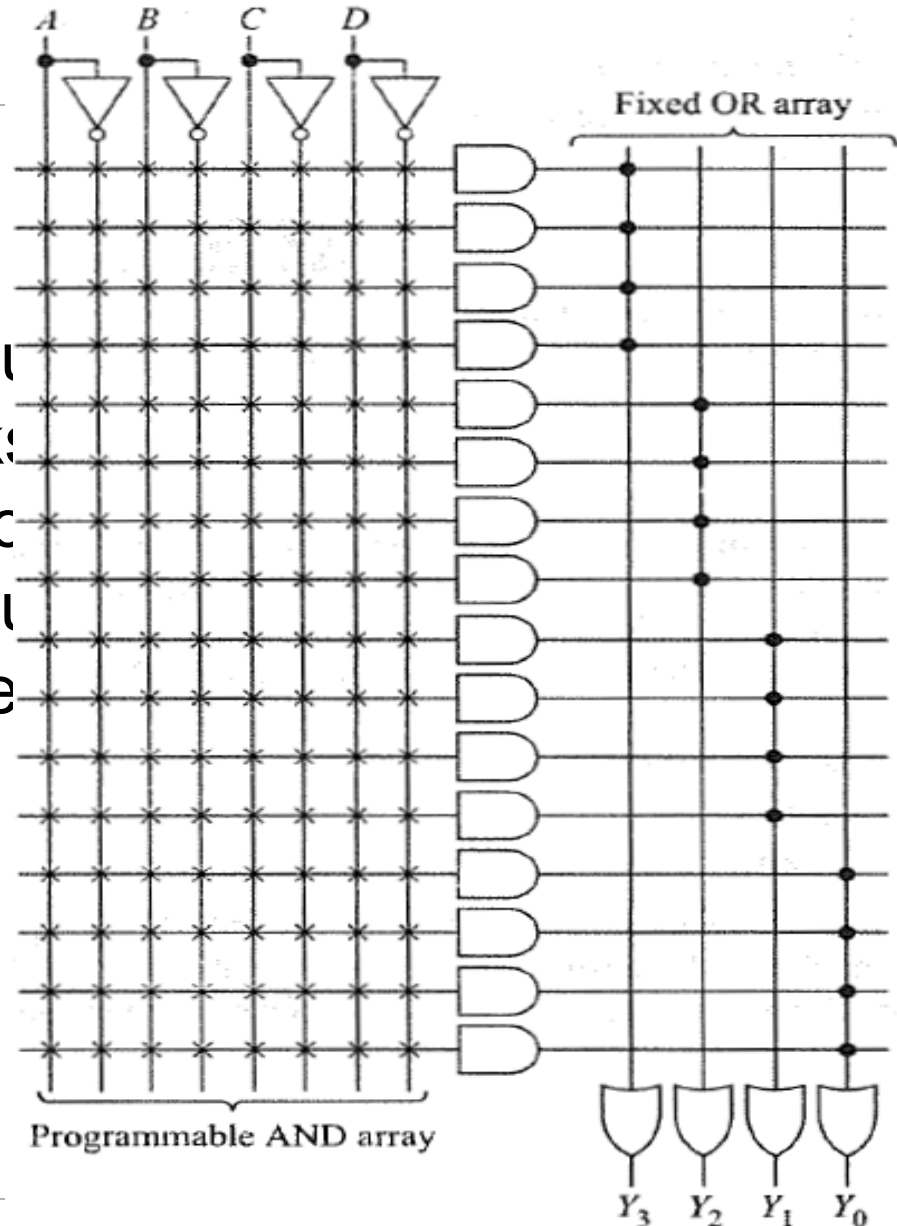 A B C D
Fixed OR array
Programmable AND array
Y₃ Y₂ Y₁ Y₀